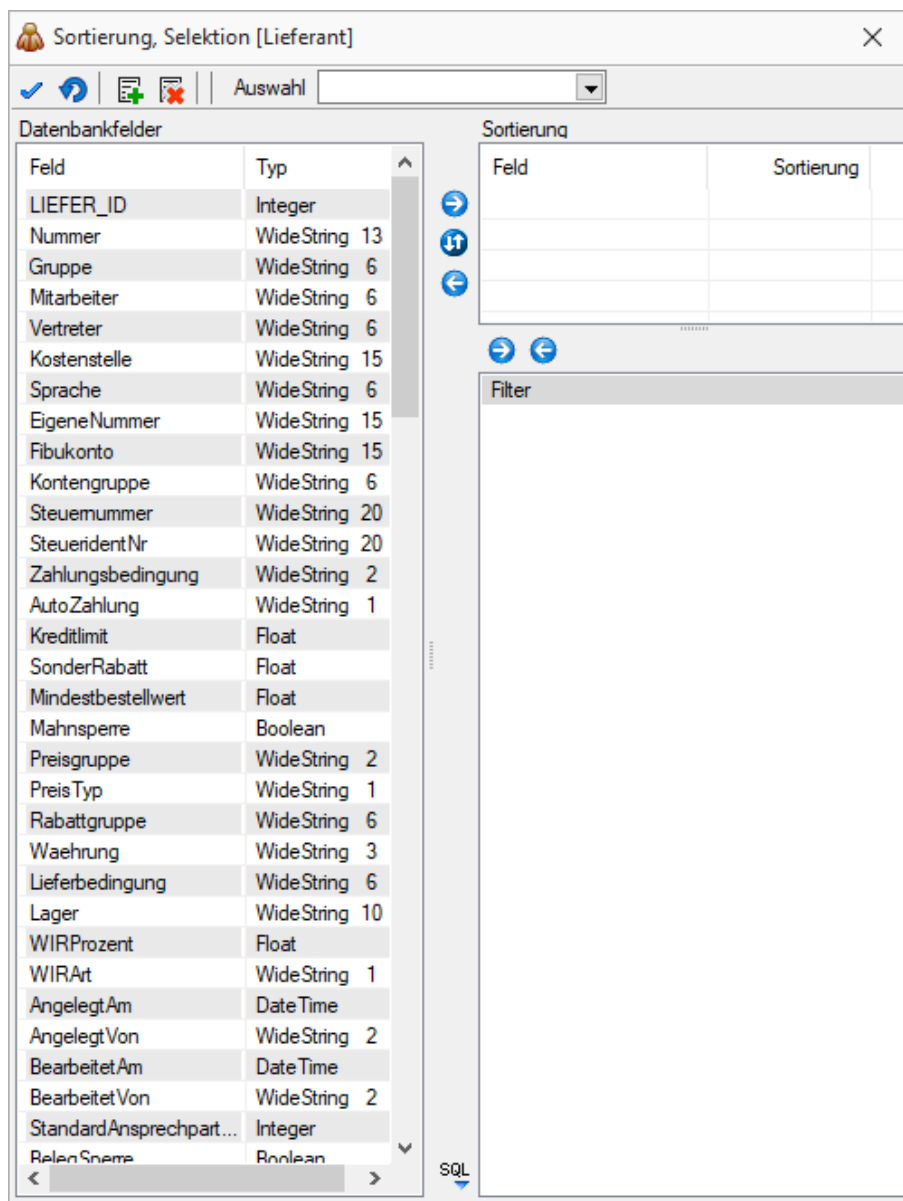 Sortierung, Selektion [Lieferant]
Auswahl
Datenbankfelder
Feld Typ
LIEFER_ID Integer
Nummer WideString 13
Gruppe WideString 6
Mitarbeiter WideString 6
Vertreter WideString 6
Kostenstelle WideString 15
Sprache WideString 6
EigeneNummer WideString 15
Fibukonto WideString 15
Kontengruppe WideString 6
Steuernummer WideString 20
SteueridentNr WideString 20
Zahlungsbedingung WideString 2
AutoZahlung WideString 1
Kreditlimit Float
SonderRabatt Float
Mindestbestellwert Float
Mahnsperre Boolean
Preisgruppe WideString 2
PreisTyp WideString 1
Rabattgruppe WideString 6
Waehrung WideString 3
Lieferbedingung WideString 6
Lager WideString 10
WIRProzent Float
WIRArt WideString 1
AngelegtAm DateTime
AngelegtVon WideString 2
BearbeitetAm DateTime
BearbeitetVon WideString 2
StandardAnsprechpart... Integer
BelegSperre Boolean
SQL
Sortierung
Feld Sortierung
Filter